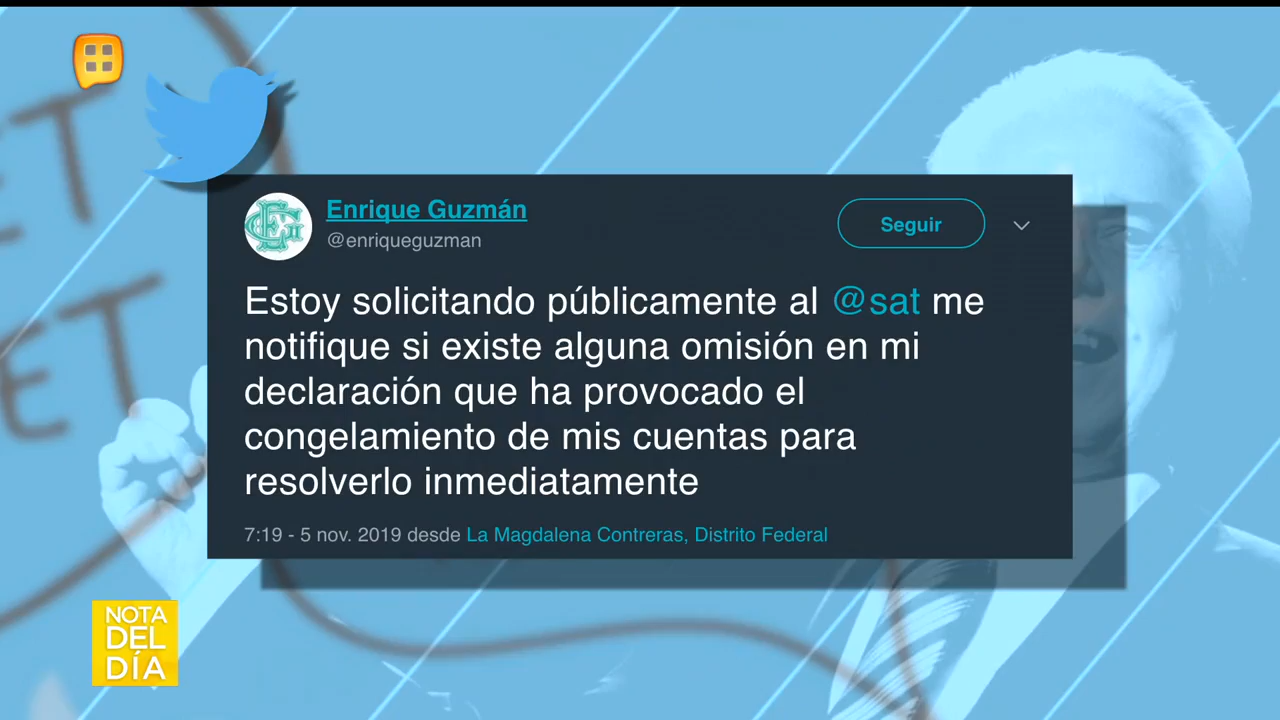 Enrique Guzmán
@enriqueguzman
Seguir
Estoy solicitando públicamente al @sat me
notifique si existe alguna omisión en mi
declaración que ha provocado el
congelamiento de mis cuentas para
resolverlo inmediatamente
7:19 - 5 nov. 2019 desde La Magdalena Contreras, Distrito Federal
NOTA
DEL
DÍA